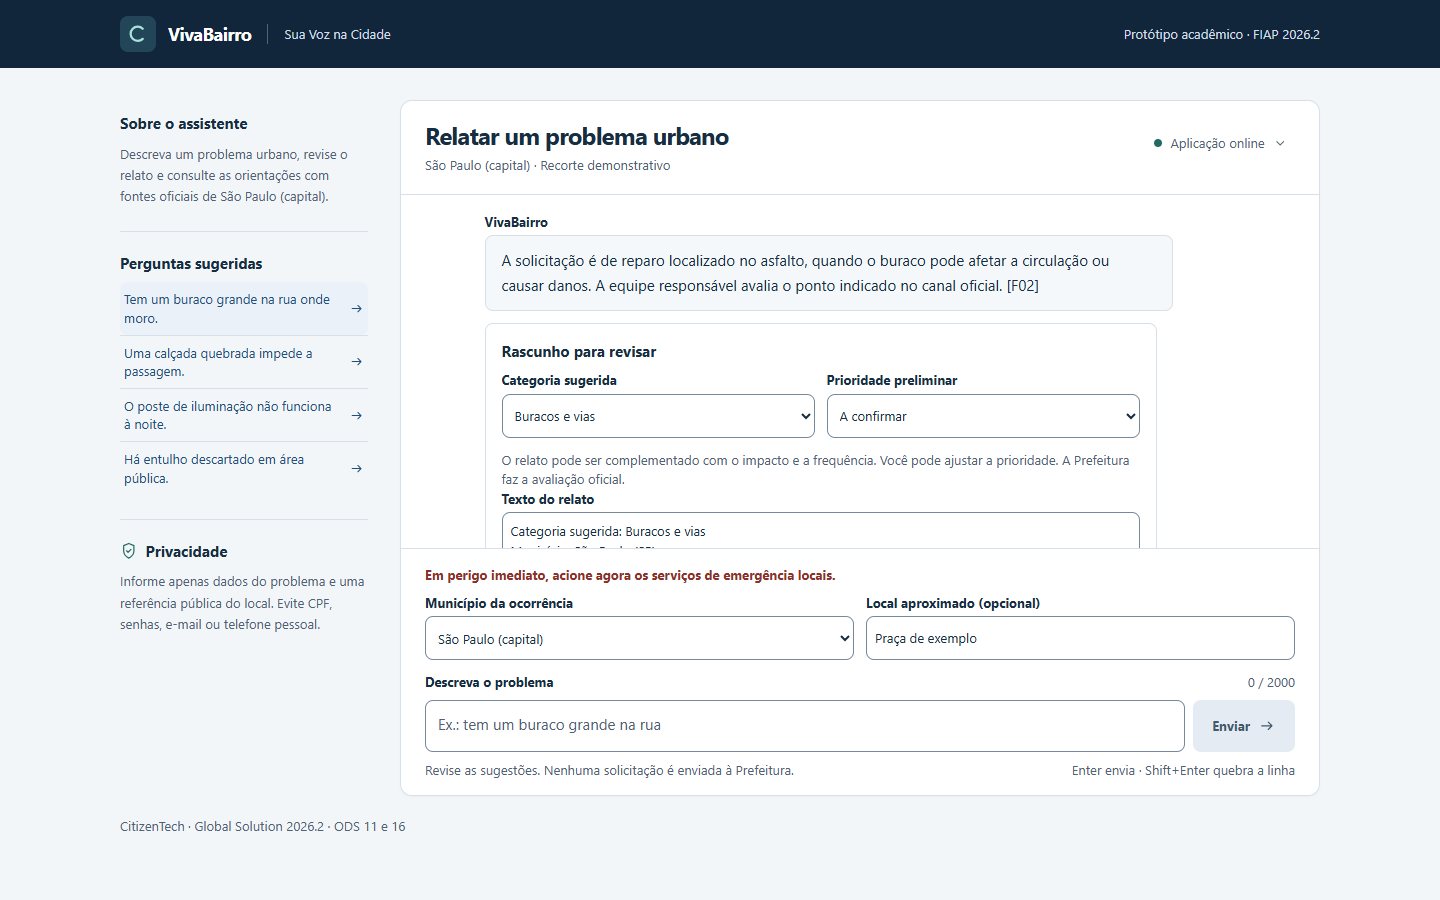 C
VivaBairro
Sua Voz na Cidade
Protótipo acadêmico · FIAP 2026.2
Sobre o assistente
Descreva um problema urbano, revise o
relato e consulte as orientações com
fontes oficiais de São Paulo (capital).
Perguntas sugeridas
Tem um buraco grande na rua onde
moro.
Uma calçada quebrada impede a
passagem.
O poste de iluminação não funciona
à noite.
Há entulho descartado em área
pública.
Privacidade
Informe apenas dados do problema e uma
referência pública do local. Evite CPF,
senhas, e-mail ou telefone pessoal.
Relatar um problema urbano
São Paulo (capital) · Recorte demonstrativo
Aplicação online
VivaBairro
A solicitação é de reparo localizado no asfalto, quando o buraco pode afetar a circulação ou
causar danos. A equipe responsável avalia o ponto indicado no canal oficial. [F02]
Rascunho para revisar
Categoria sugerida
Prioridade preliminar
Buracos e vias
A confirmar
O relato pode ser complementado com o impacto e a frequência. Você pode ajustar a prioridade. A Prefeitura
faz a avaliação oficial.
Texto do relato
Categoria sugerida: Buracos e vias
Em perigo imediato, acione agora os serviços de emergência locais.
Município da ocorrência
Local aproximado (opcional)
São Paulo (capital)
Praça de exemplo
Descreva o problema
0 / 2000
Ex.: tem um buraco grande na rua
Enviar
Revise as sugestões. Nenhuma solicitação é enviada à Prefeitura.
Enter envia · Shift+Enter quebra a linha
CitizenTech · Global Solution 2026.2 · ODS 11 e 16